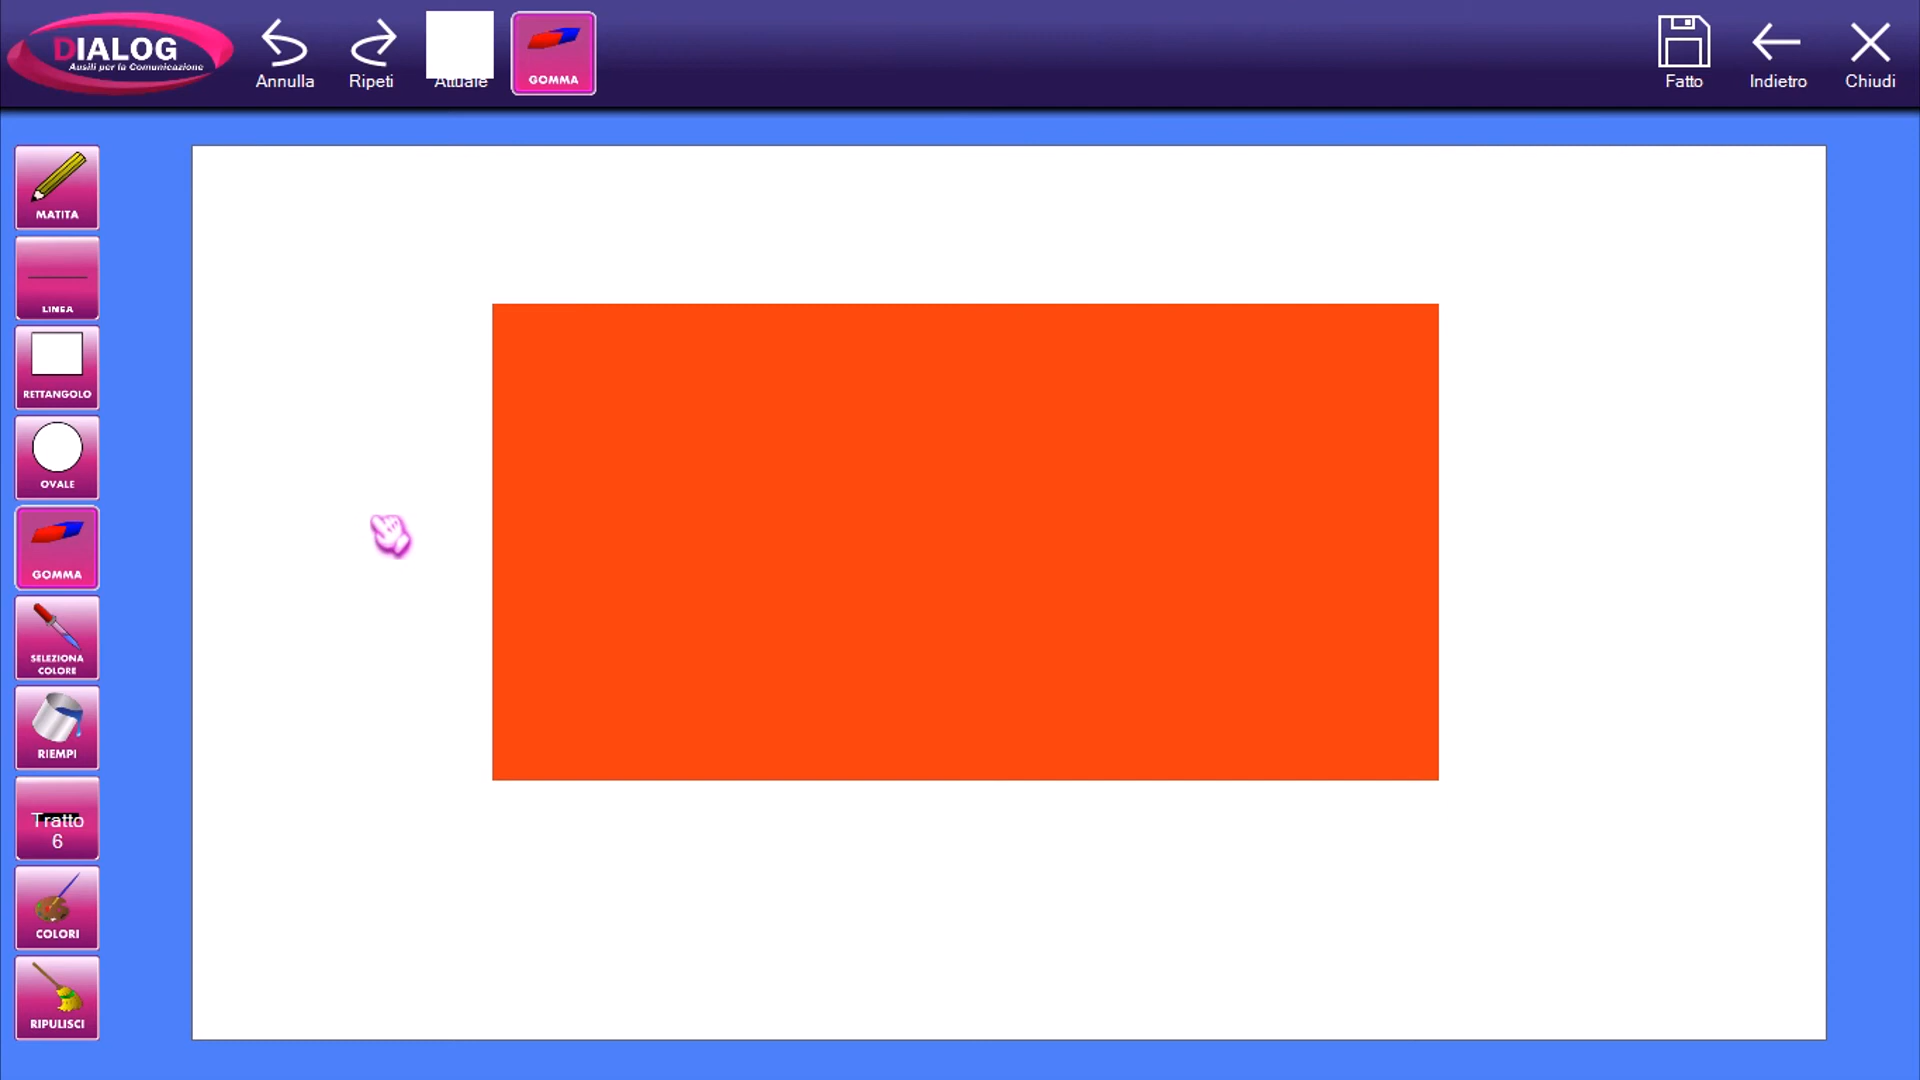 DIALOG
Ausili per la Comunicazione
Annulla
Ripeti
Attuale
GOMMA
Fatto
Indietro
Chiudi
MATITA
LINEA
RETTANGOLO
OVALE
GOMMA
SELEZIONA
COLORE
RIEMPI
Tratto
6
COLORI
RIPULISCI